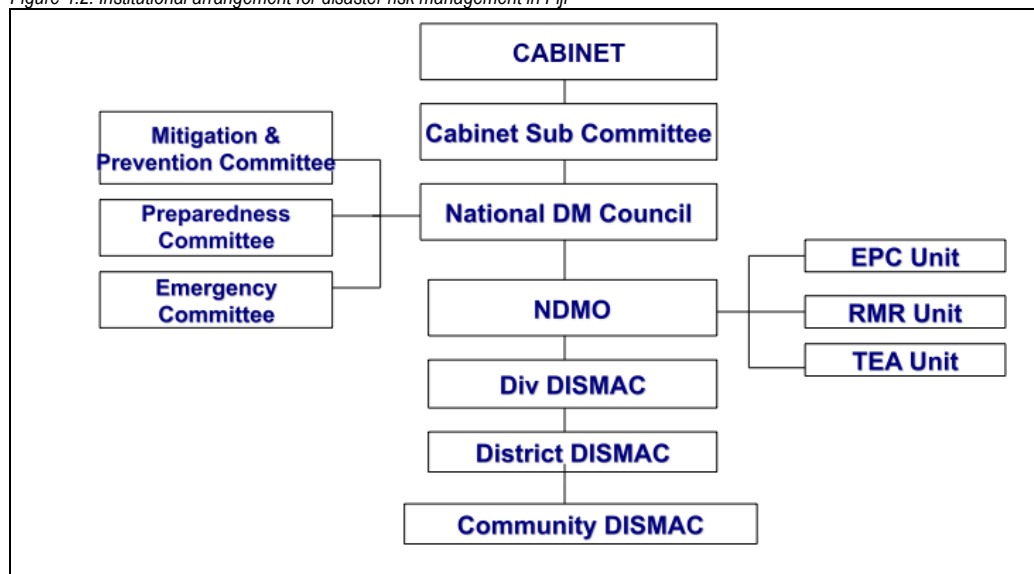 Figure 4.2: Institutional arrangement for disaster risk management in Fiji
CABINET
Cabinet Sub Committee
Mitigation &
Prevention Committee
National DM Council
Preparedness
Committee
Emergency
Committee
NDMO
EPC Unit
RMR Unit
TEA Unit
Div DISMAC
District DISMAC
Community DISMAC